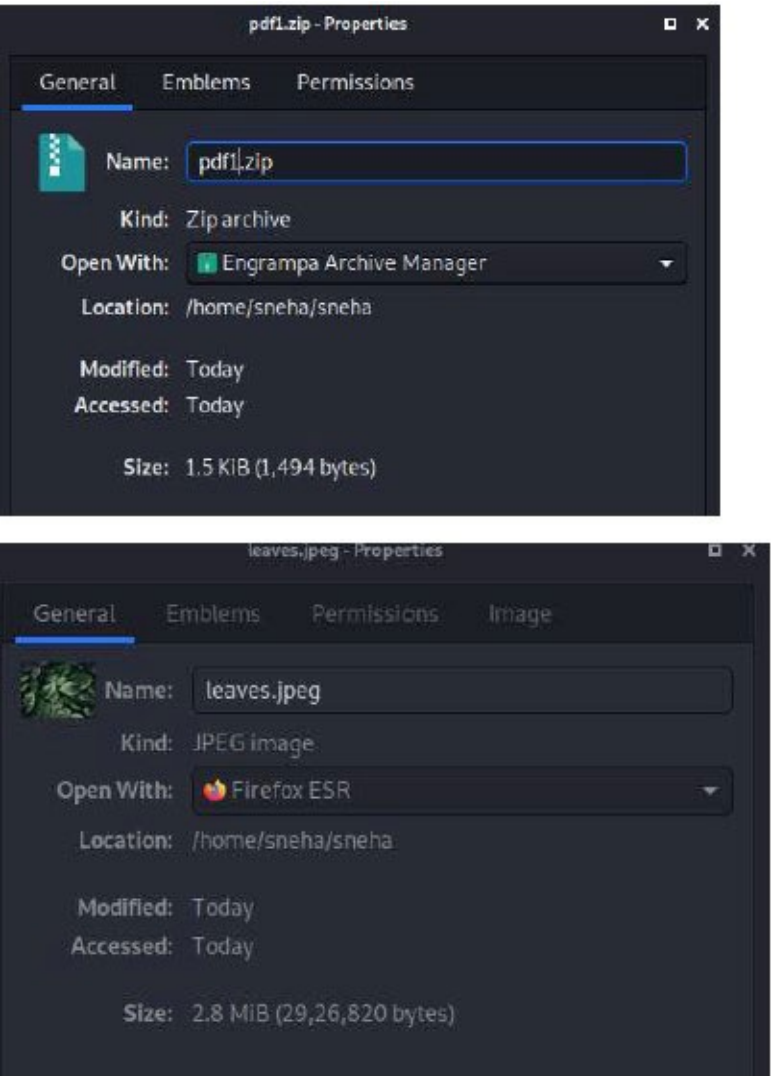 pdf1.zip - Properties
General Emblems Permissions
Name: pdf1.zip
Kind: Zip archive
Open With: Engrampa Archive Manager
Location: /home/sneha/sneha
Modified: Today
Accessed: Today
Size: 1.5 KiB (1,494 bytes)
leaves.jpeg - Properties
General Emblems Permissions Image
Name: leaves.jpeg
Kind: JPEG image
Open With: Firefox ESR
Location: /home/sneha/sneha
Modified: Today
Accessed: Today
Size: 2.8 MiB (29,26,820 bytes)